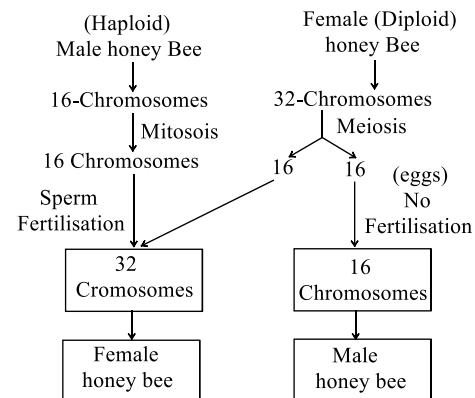 (Haploid)
Male honey Bee
16-Chromosomes
Mitosois
16 Chromosomes
Sperm
Fertilisation
32
Cromosomes
Female
honey bee
Female (Diploid)
honey Bee
32-Chromosomes
Meiosis
16
16
(eggs)
No
Fertilisation
16
Chromosomes
Male
honey bee